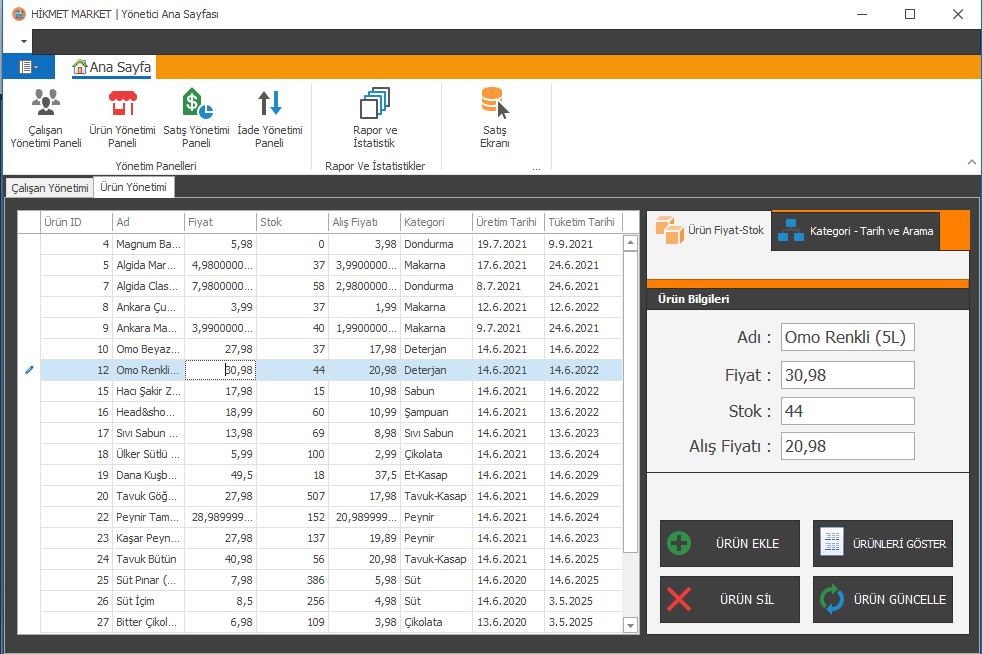 HİKMET MARKET | Yönetici Ana Sayfası
Ana Sayfa
Çalışan Yönetimi Paneli
Ürün Yönetimi Paneli
Satış Yönetimi Paneli
İade Yönetimi Paneli
Rapor ve İstatistik
Satış Ekranı
Yönetim Panelleri
Rapor Ve İstatistikler
...
Çalışan Yönetimi Ürün Yönetimi
Ürün ID Ad Fiyat Stok Alış Fiyatı Kategori Üretim Tarihi Tüketim Tarihi
4 Magnum Ba... 5,98 0 3,98 Dondurma 19.7.2021 9.9.2021
5 Algida Mar... 4,9800000... 37 3,9900000... Makarna 17.6.2021 24.6.2021
7 Algida Clas... 7,9800000... 58 2,9800000... Dondurma 8.7.2021 24.6.2021
8 Ankara Çu... 3,99 37 1,99 Makarna 12.6.2021 12.6.2022
9 Ankara Ma... 3,9900000... 40 1,9900000... Makarna 9.7.2021 24.6.2021
10 Omo Beyaz... 27,98 37 17,98 Deterjan 14.6.2021 14.6.2022
12 Omo Renkli... 30,98 44 20,98 Deterjan 14.6.2021 14.6.2022
15 Hacı Şakir Z... 17,98 15 10,98 Sabun 14.6.2021 14.6.2022
16 Head&sho... 18,99 60 10,99 Şampuan 14.6.2021 13.6.2022
17 Sıvı Sabun ... 13,98 69 8,98 Sıvı Sabun 14.6.2021 13.6.2023
18 Ülker Sütlü ... 5,99 100 2,99 Çikolata 14.6.2021 13.6.2024
19 Dana Kuşb... 49,5 18 37,5 Et-Kasap 14.6.2021 14.6.2029
20 Tavuk Göğ... 27,98 507 17,98 Tavuk-Kasap 14.6.2021 14.6.2029
22 Peynir Tam... 28,989999... 152 20,989999... Peynir 14.6.2021 14.6.2024
23 Kaşar Peyn... 27,98 137 19,89 Peynir 14.6.2021 14.6.2023
24 Tavuk Bütün 40,98 56 20,98 Tavuk-Kasap 14.6.2021 14.6.2025
25 Süt Pınar (... 7,98 386 5,98 Süt 14.6.2020 14.6.2025
26 Süt İçim 8,5 256 4,98 Süt 14.6.2020 3.5.2025
27 Bitter Çikol... 6,98 109 3,98 Çikolata 13.6.2020 3.5.2025
Ürün Fiyat-Stok Kategori - Tarih ve Arama
Ürün Bilgileri
Adı : Omo Renkli (5L)
Fiyat : 30,98
Stok : 44
Alış Fiyatı : 20,98
ÜRÜN EKLE ÜRÜNLERİ GÖSTER
ÜRÜN SİL ÜRÜN GÜNCELLE